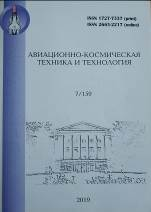 ISSN 1727-7337 (print)
ISSN 2663-2217 (online)
АВИАЦИОННО-КОСМИЧЕСКАЯ
ТЕХНИКА И ТЕХНОЛОГИЯ
7/159
2019